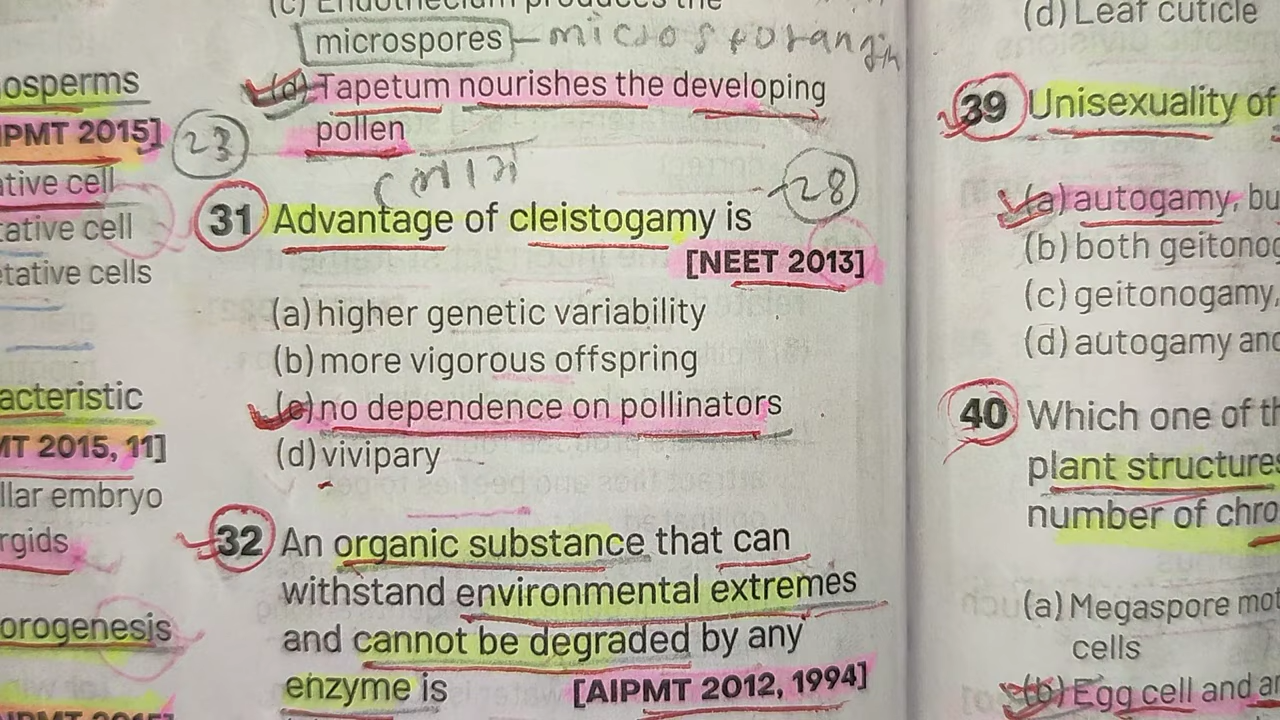 osperms
IPMT 2015]
ative cell
tative cell
etative cells
acteristic
MT 2015, 11]
llar embryo
rgids
orogenesis
microspores
(d) Tapetum nourishes the developing
pollen
23
28
31 Advantage of cleistogamy is
[NEET 2013]
(a) higher genetic variability
(b) more vigorous offspring
(c) no dependence on pollinators
(d) vivipary
32 An organic substance that can
withstand environmental extremes
and cannot be degraded by any
enzyme is [AIPMT 2012, 1994]
(d) Leaf cuticle
39 Unisexuality of
(a) autogamy, bu
(b) both geitonog
(c) geitonogamy,
(d) autogamy and
40 Which one of th
plant structures
number of chro
(a) Megaspore mot
cells
(b) Egg cell and an